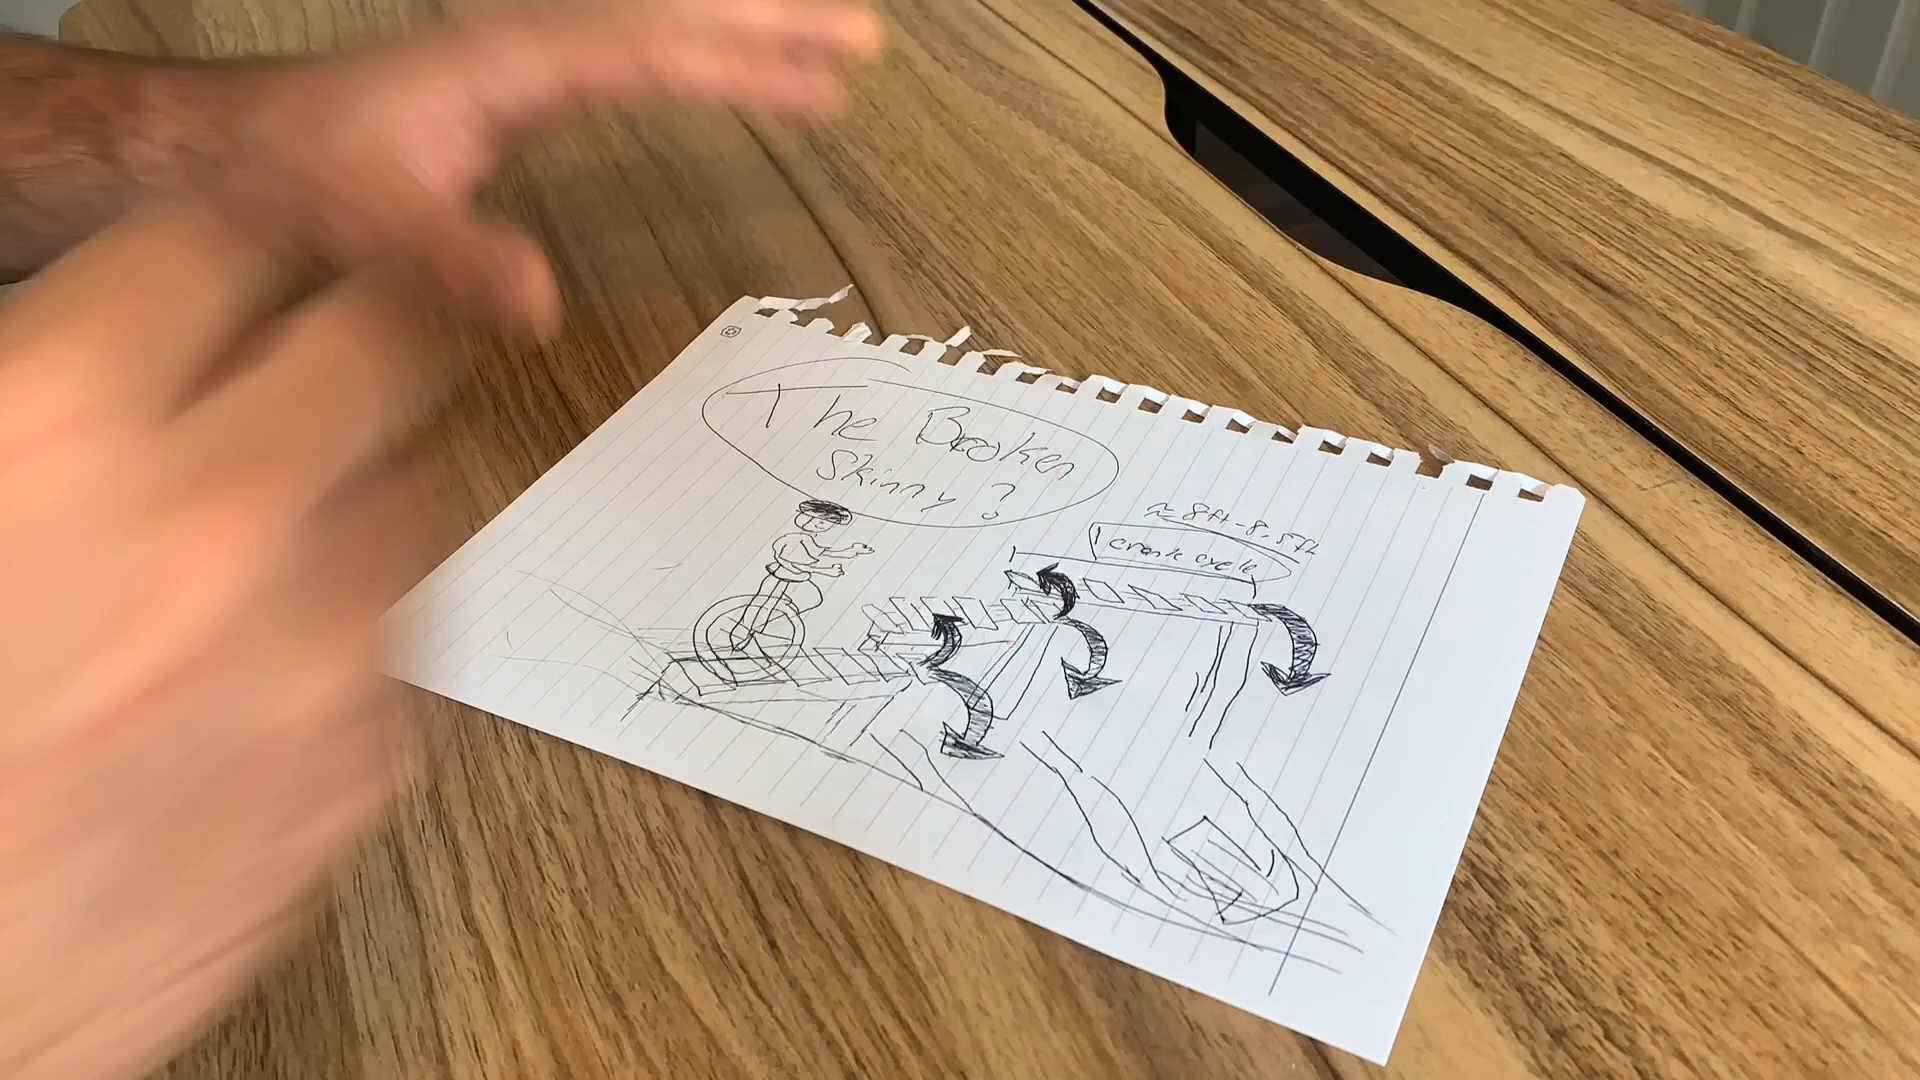 The Broken
Skinny?
≈ 8ft-8.5ft
1 crank cycle